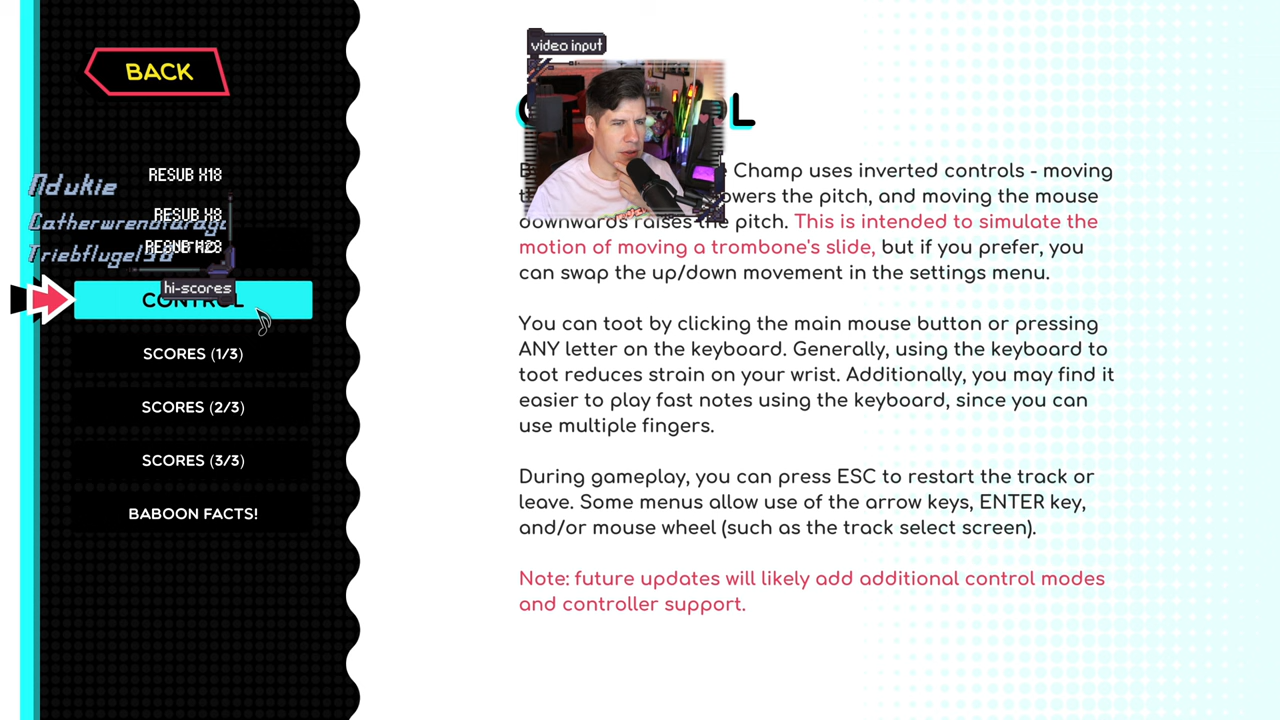 BACK
video input
L
RESUB X18
Ndukie
RESUB X8
RESUB X28
hi-scores
CONTROL
SCORES (1/3)
SCORES (2/3)
SCORES (3/3)
BABOON FACTS!
Champ uses inverted controls - moving
owers the pitch, and moving the mouse
downwards raises the pitch. This is intended to simulate the
motion of moving a trombone's slide, but if you prefer, you
can swap the up/down movement in the settings menu.
You can toot by clicking the main mouse button or pressing
ANY letter on the keyboard. Generally, using the keyboard to
toot reduces strain on your wrist. Additionally, you may find it
easier to play fast notes using the keyboard, since you can
use multiple fingers.
During gameplay, you can press ESC to restart the track or
leave. Some menus allow use of the arrow keys, ENTER key,
and/or mouse wheel (such as the track select screen).
Note: future updates will likely add additional control modes
and controller support.